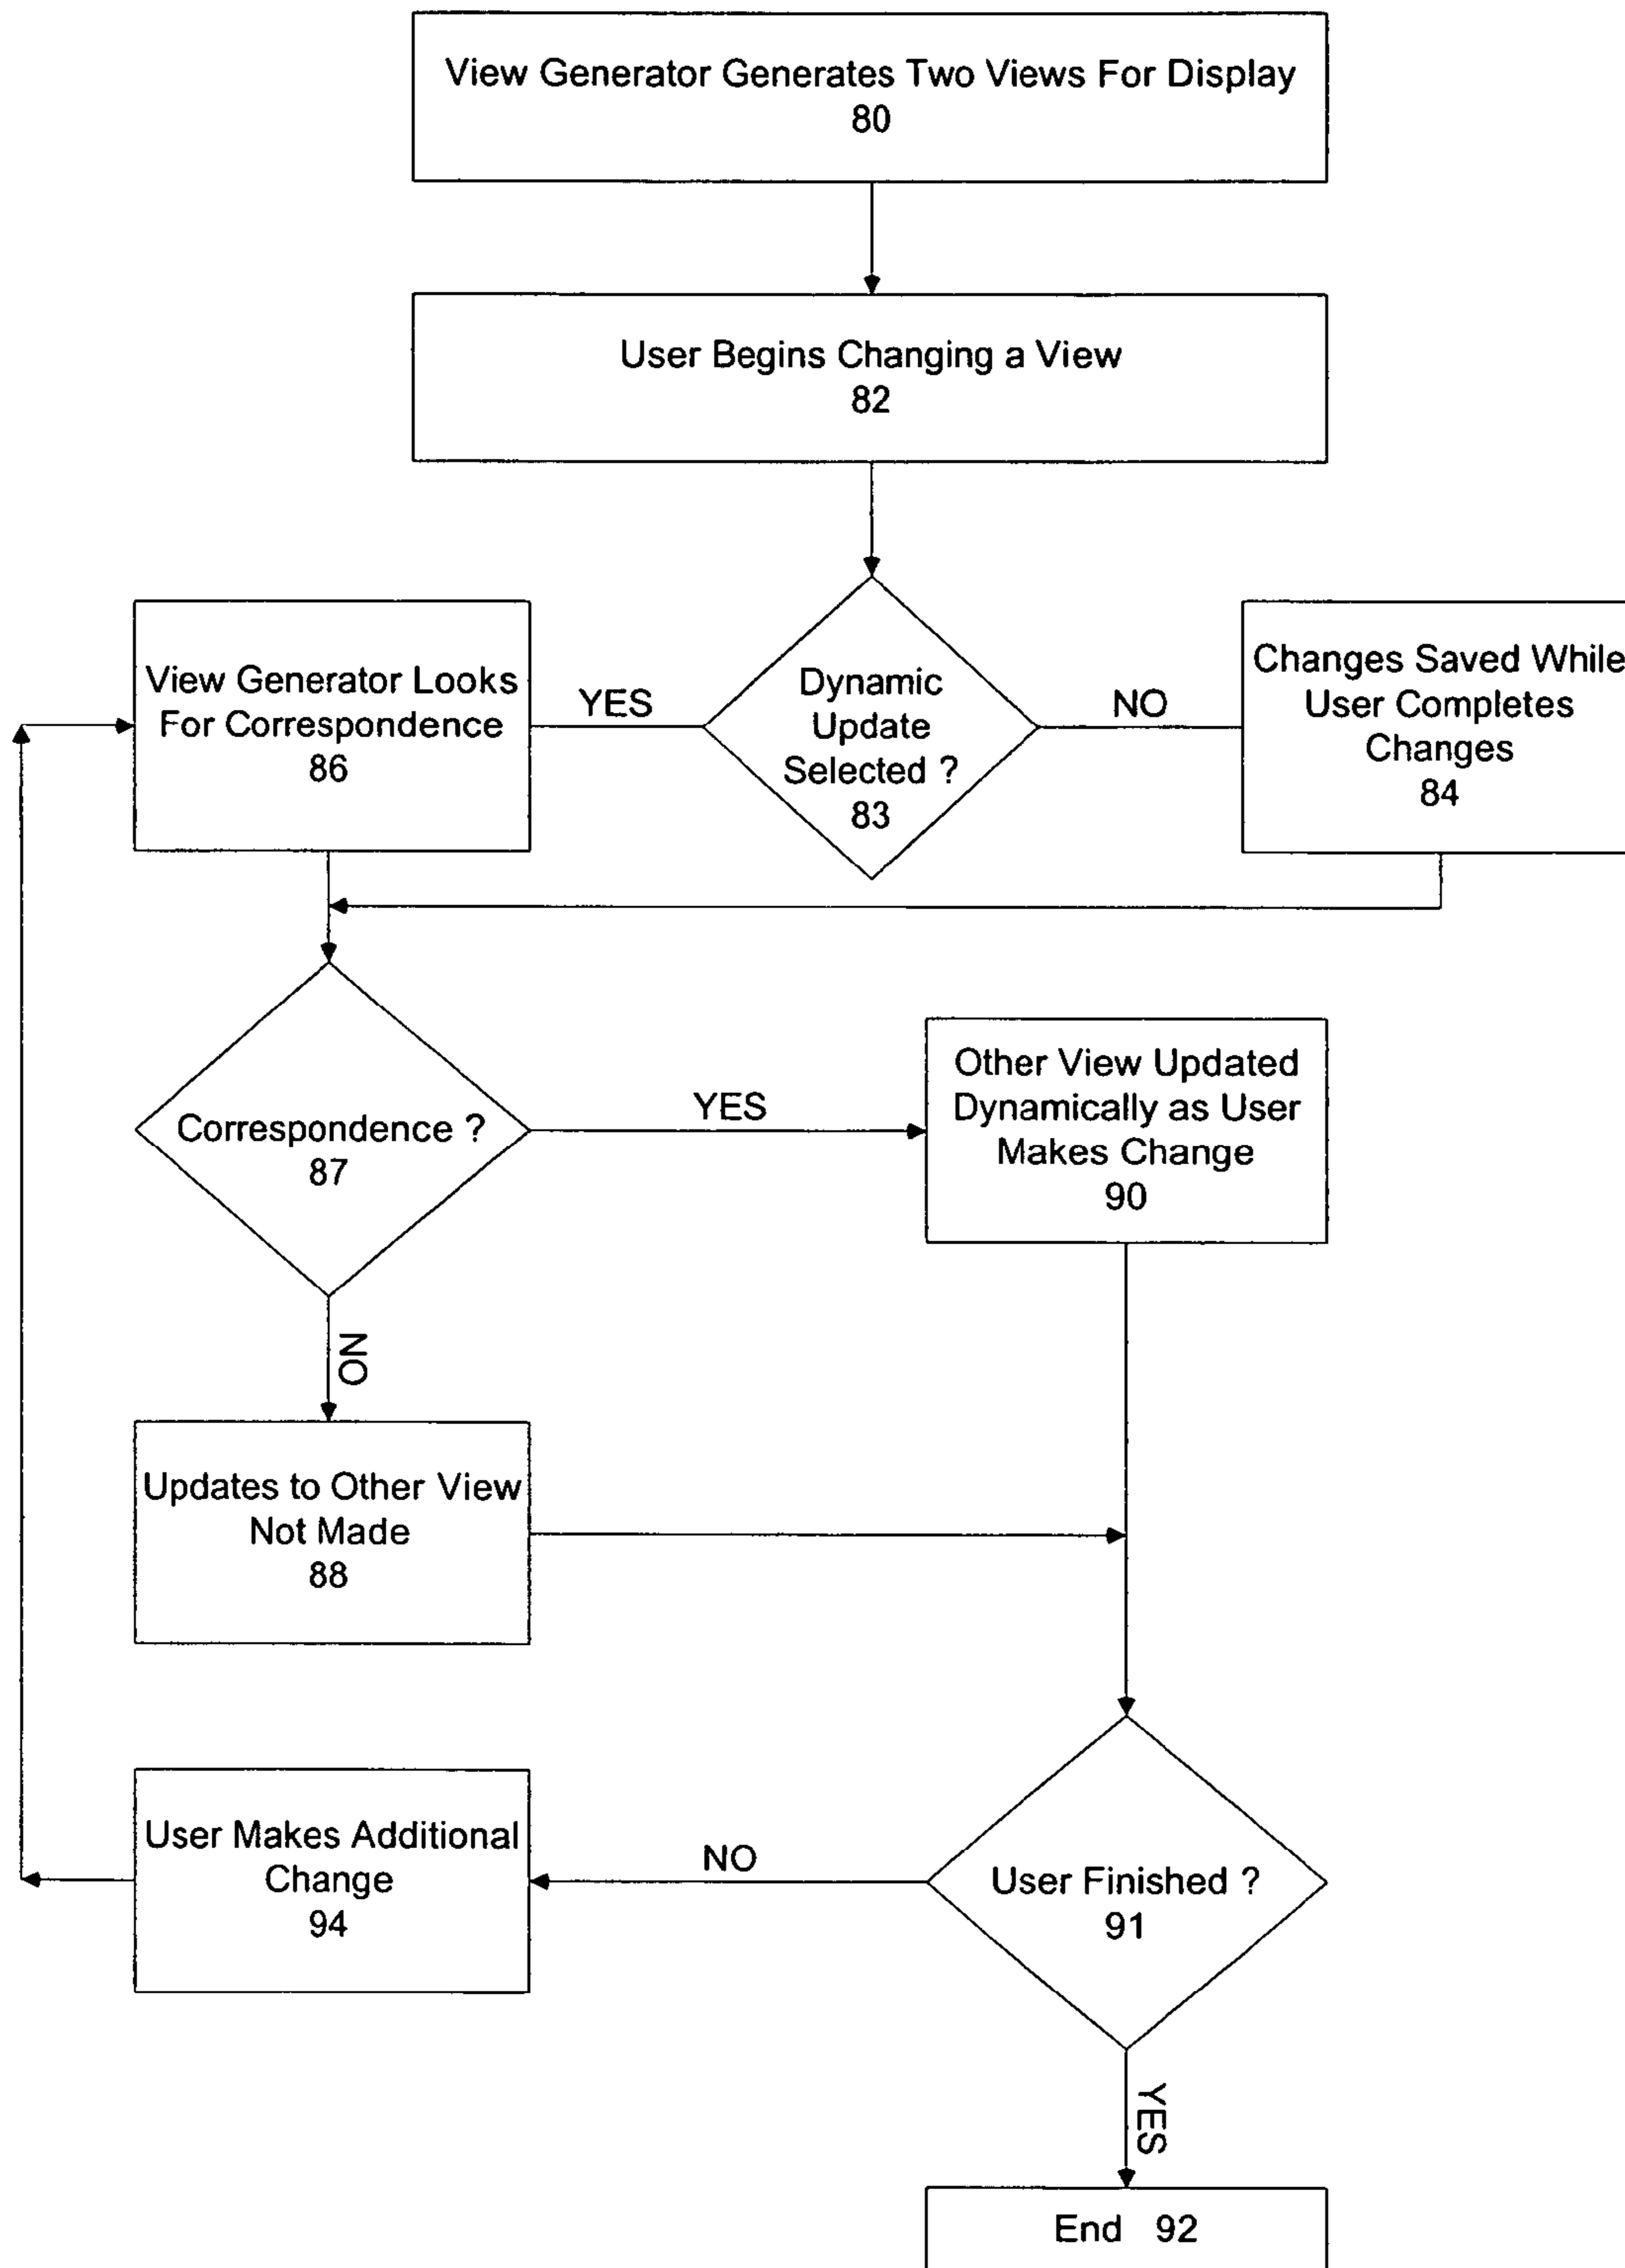 View Generator Generates Two Views For Display
80
User Begins Changing a View
82
View Generator Looks
For Correspondence
86
YES
Dynamic
Update
Selected ?
83
NO
Changes Saved While
User Completes
Changes
84
Correspondence ?
87
YES
Other View Updated
Dynamically as User
Makes Change
90
NO
Updates to Other View
Not Made
88
User Makes Additional
Change
94
NO
User Finished ?
91
YES
End 92